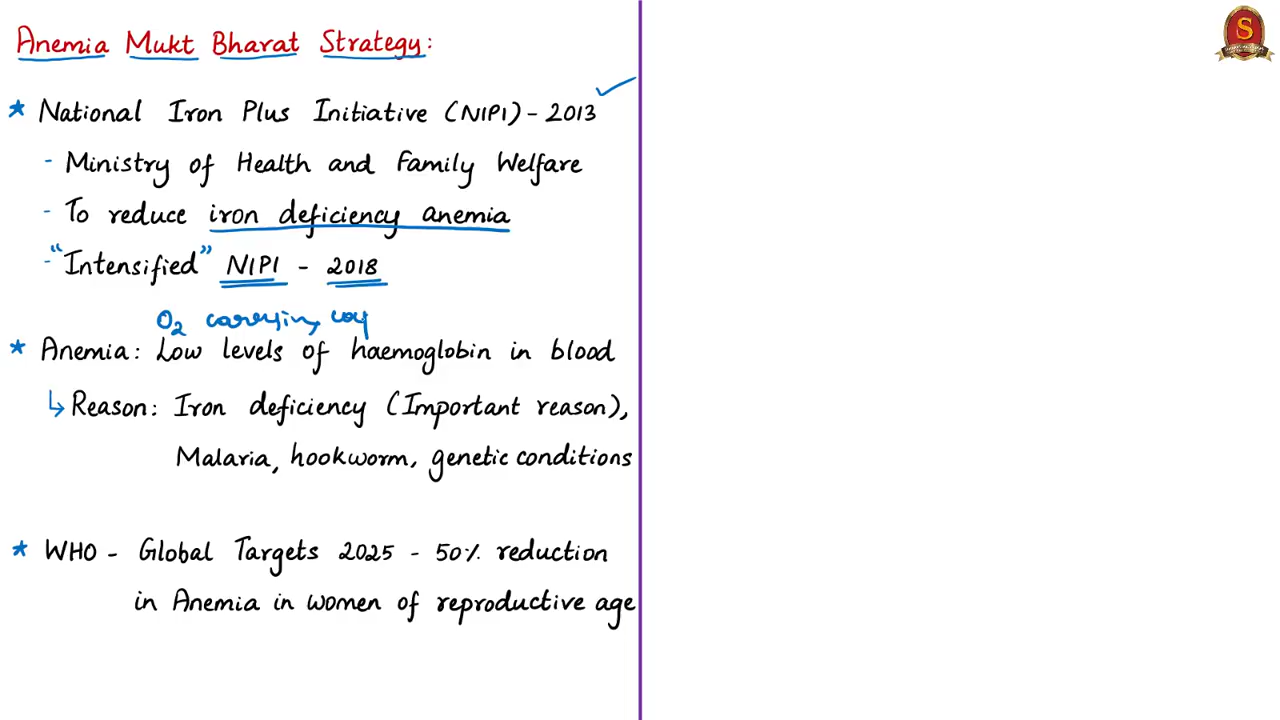 Anemia Mukt Bharat Strategy:
* National Iron Plus Initiative (NIPI) - 2013
- Ministry of Health and Family Welfare
- To reduce iron deficiency anemia
- "Intensified" NIPI - 2018
O2 carrying
* Anemia: Low levels of haemoglobin in blood
↳ Reason: Iron deficiency (Important reason),
Malaria, hookworm, genetic conditions
* WHO - Global Targets 2025 - 50% reduction
in Anemia in women of reproductive age
S